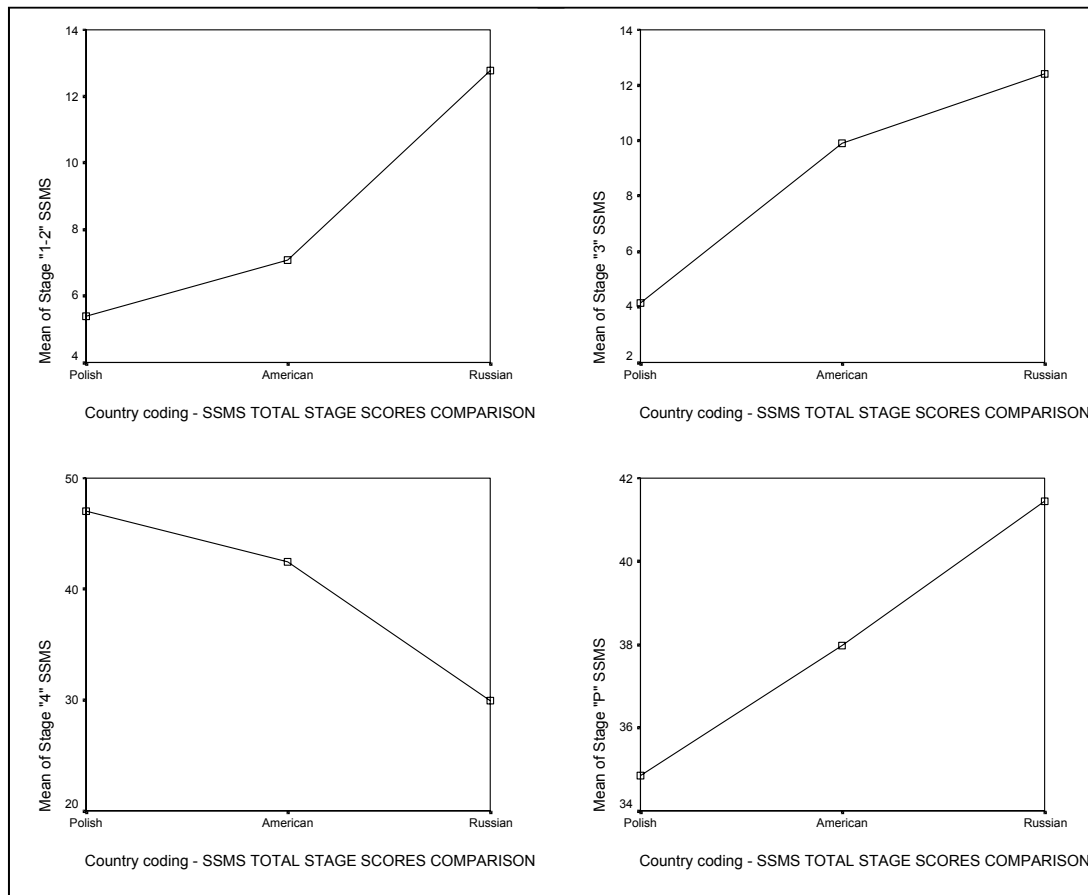 Mean of Stage "1-2" SSMS
14
12
10
8
6
4
Polish American Russian
Country coding - SSMS TOTAL STAGE SCORES COMPARISON
Mean of Stage "3" SSMS
14
12
10
8
6
4
2
Polish American Russian
Country coding - SSMS TOTAL STAGE SCORES COMPARISON
Mean of Stage "4" SSMS
50
40
30
20
Polish American Russian
Country coding - SSMS TOTAL STAGE SCORES COMPARISON
Mean of Stage "P" SSMS
42
40
38
36
34
Polish American Russian
Country coding - SSMS TOTAL STAGE SCORES COMPARISON